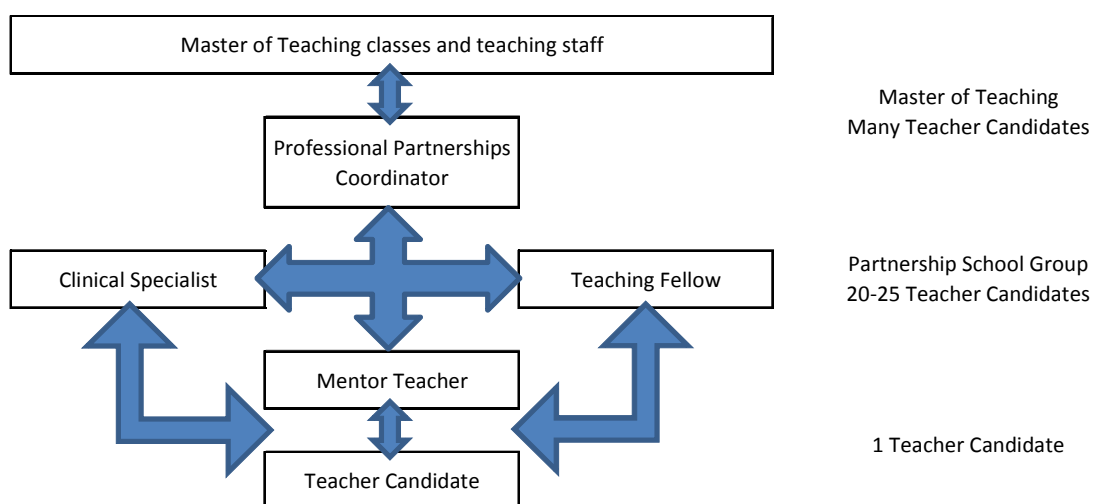 Master of Teaching classes and teaching staff
Master of Teaching
Many Teacher Candidates
Professional Partnerships
Coordinator
Clinical Specialist
Teaching Fellow
Partnership School Group
20-25 Teacher Candidates
Mentor Teacher
1 Teacher Candidate
Teacher Candidate